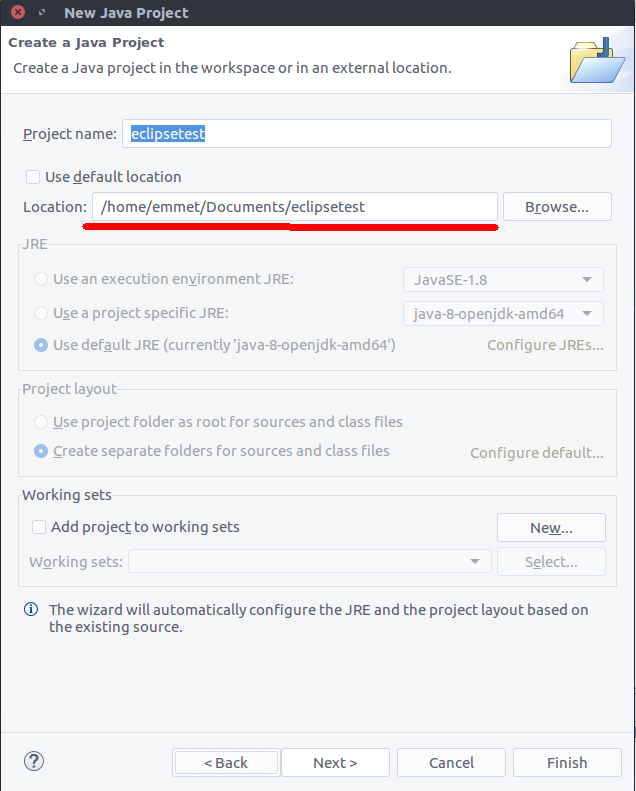 New Java Project
Create a Java Project
Create a Java project in the workspace or in an external location.
Project name: eclipsetest
Use default location
Location: /home/emmet/Documents/eclipsetest Browse...
JRE
Use an execution environment JRE: JavaSE-1.8
Use a project specific JRE: java-8-openjdk-amd64
Use default JRE (currently 'java-8-openjdk-amd64') Configure JREs...
Project layout
Use project folder as root for sources and class files
Create separate folders for sources and class files Configure default...
Working sets
Add project to working sets New...
Working sets: Select...
The wizard will automatically configure the JRE and the project layout based on
the existing source.
? < Back Next > Cancel Finish